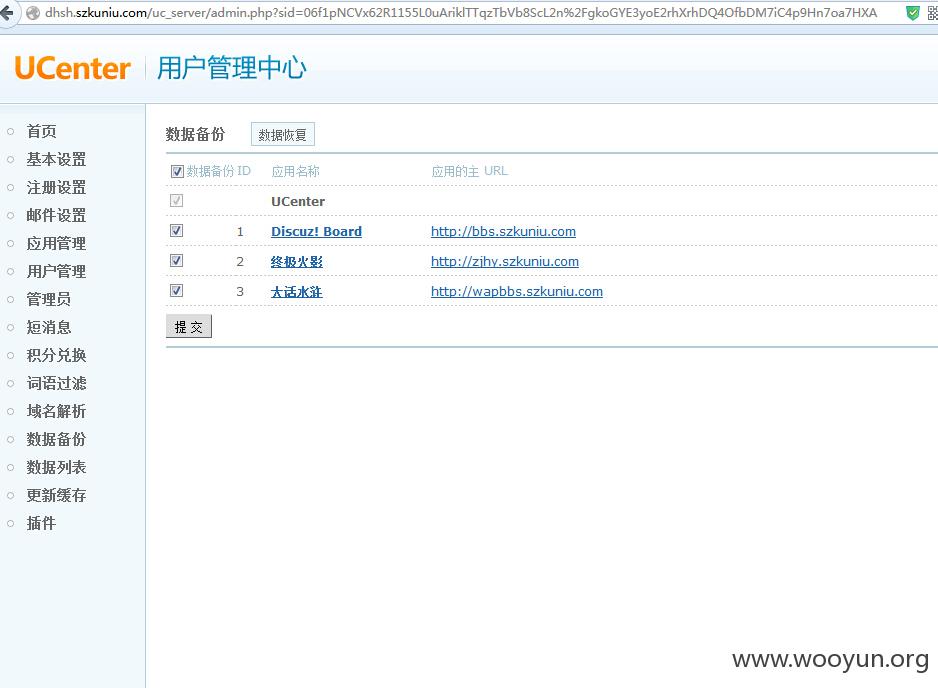 dhsh.szkuniu.com/uc_server/admin.php?sid=06f1pNCVx62R1155L0uAriklTTqzTbVb8ScL2n%2FgkoGYE3yoE2rhXrhDQ4OfbDM7iC4p9Hn7oa7HXA
UCenter 用户管理中心
首页
基本设置
注册设置
邮件设置
应用管理
用户管理
管理员
短消息
积分兑换
词语过滤
域名解析
数据备份
数据列表
更新缓存
插件
数据备份 数据恢复
数据备份 ID 应用名称 应用的主 URL
UCenter
1 Discuz! Board http://bbs.szkuniu.com
2 终极火影 http://zjhy.szkuniu.com
3 大话水浒 http://wapbbs.szkuniu.com
提 交
www.wooyun.org